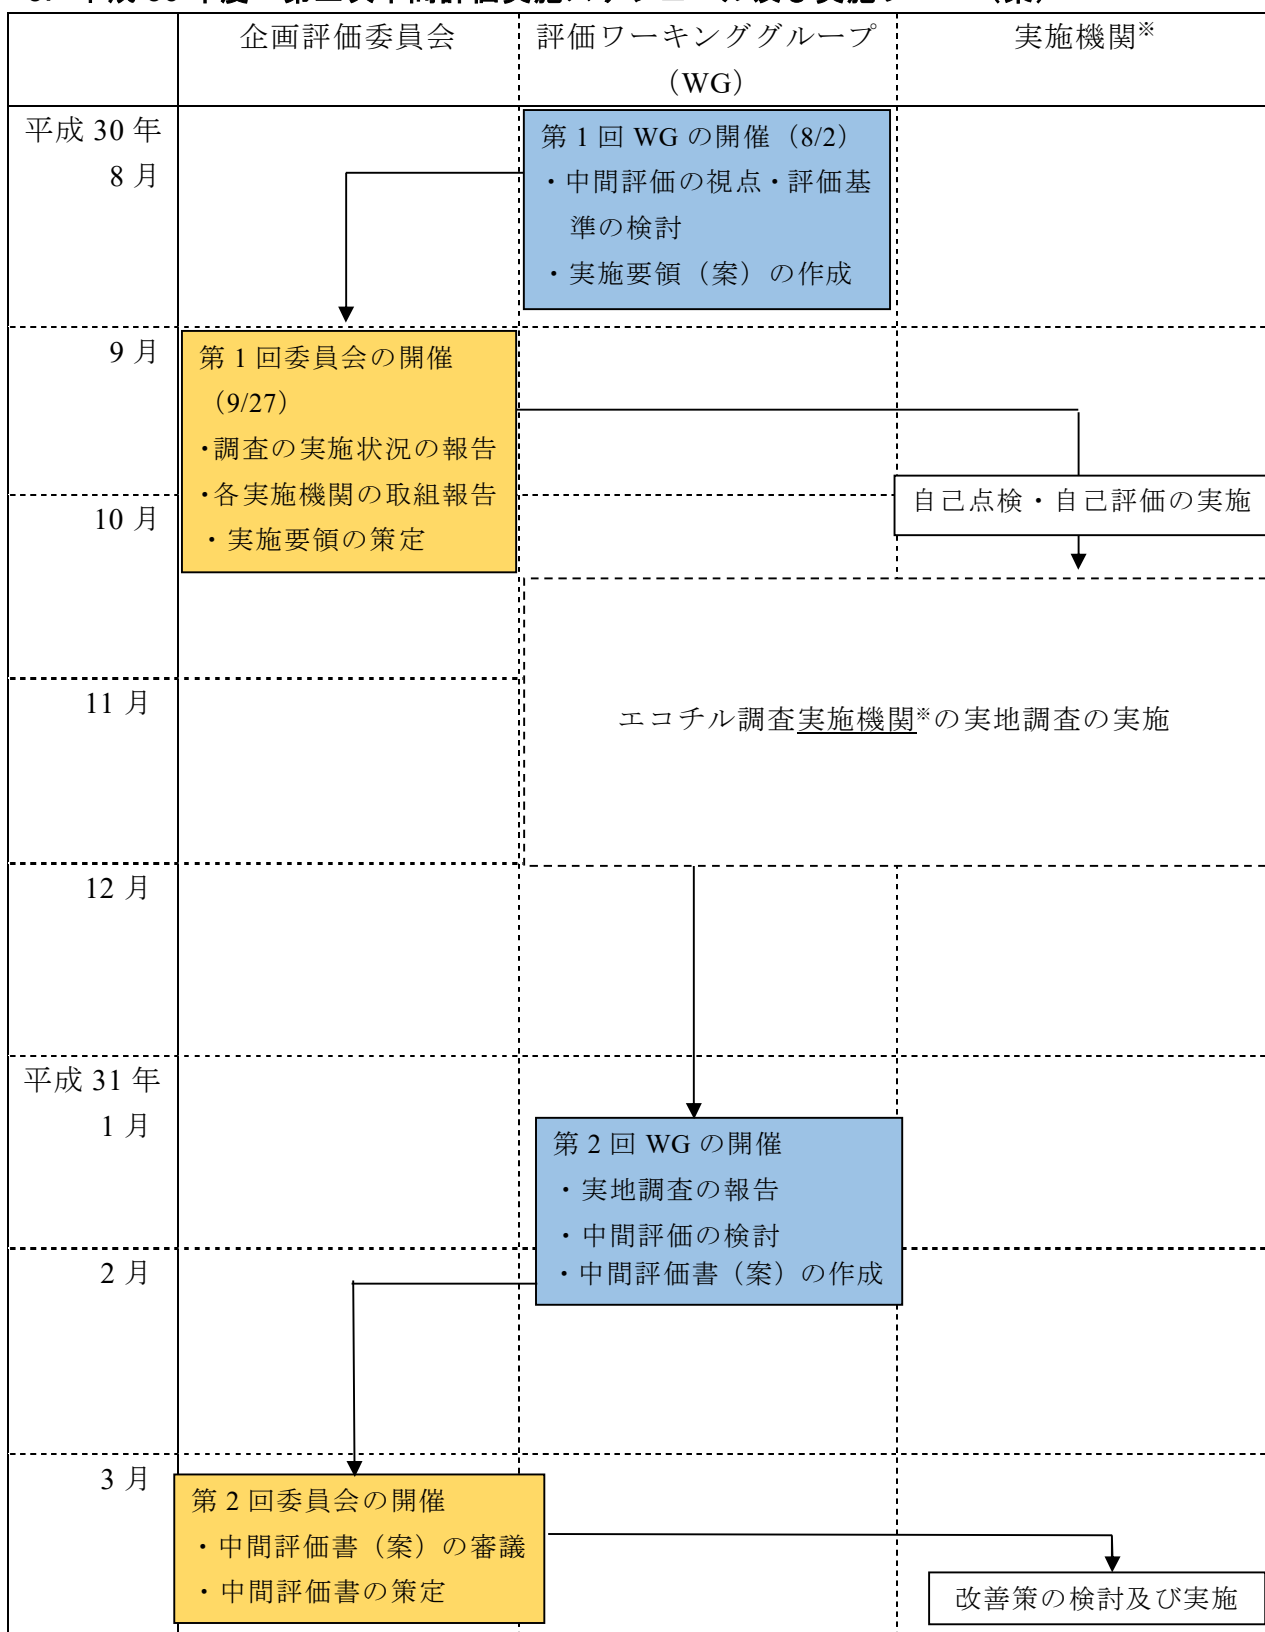 企画評価委員会
評価ワーキンググループ
（WG）
実施機関※
平成 30 年
8 月
第 1 回 WG の開催（8/2）
・中間評価の視点・評価基
準の検討
・実施要領（案）の作成
9 月
第 1 回委員会の開催
（9/27）
・調査の実施状況の報告
・各実施機関の取組報告
・実施要領の策定
10 月
自己点検・自己評価の実施
11 月
エコチル調査実施機関※の実地調査の実施
12 月
平成 31 年
1 月
第 2 回 WG の開催
・実地調査の報告
・中間評価の検討
・中間評価書（案）の作成
2 月
3 月
第 2 回委員会の開催
・中間評価書（案）の審議
・中間評価書の策定
改善策の検討及び実施